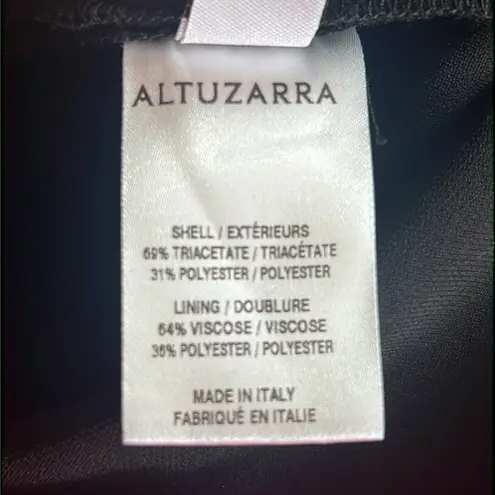 ALTUZARRA
SHELL / EXTÉRIEURS
69% TRIACETATE / TRIACÉTATE
31% POLYESTER / POLYESTER
LINING / DOUBLURE
64% VISCOSE / VISCOSE
36% POLYESTER / POLYESTER
MADE IN ITALY
FABRIQUÉ EN ITALIE